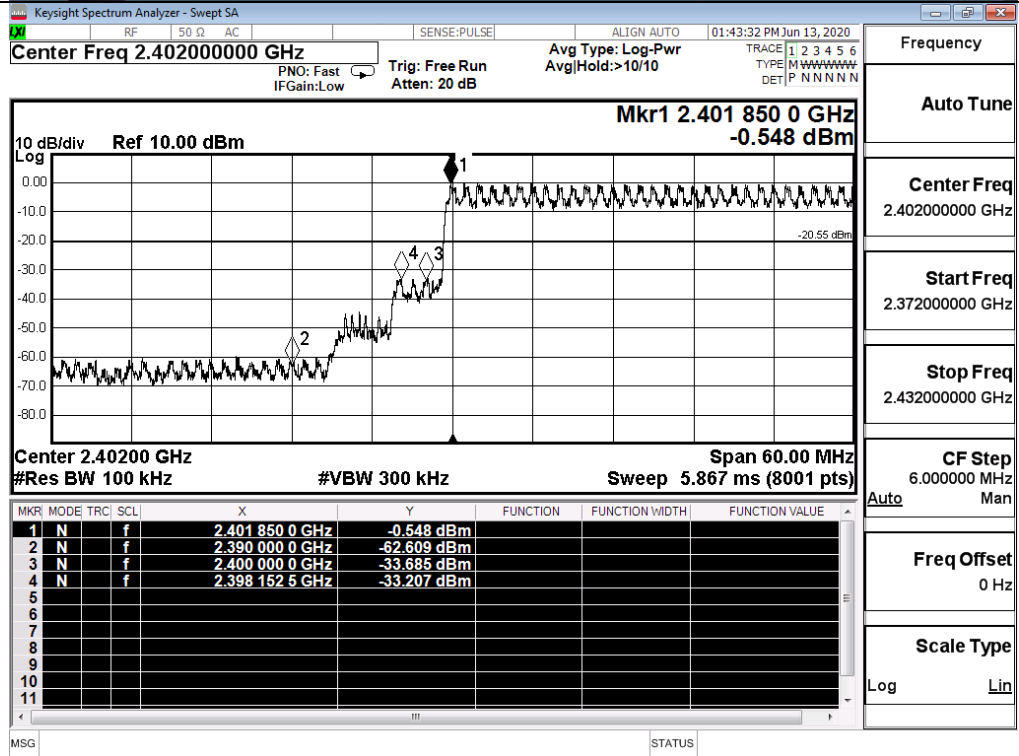 Keysight Spectrum Analyzer - Swept SA
LXI RF 50 Ω AC SENSE:PULSE ALIGN AUTO 01:43:32 PM Jun 13, 2020
Center Freq 2.402000000 GHz
PNO: Fast
IFGain:Low
Trig: Free Run
Atten: 20 dB
Avg Type: Log-Pwr
Avg|Hold:>10/10
TRACE 1 2 3 4 5 6
TYPE M WWWWW
DET P N N N N N
Mkr1 2.401 850 0 GHz
-0.548 dBm
10 dB/div Ref 10.00 dBm
Log
1
0.00
-10.0
-20.0
-20.55 dBm
4 3
-30.0
-40.0
-50.0
2
-60.0
-70.0
-80.0
Center 2.40200 GHz Span 60.00 MHz
#Res BW 100 kHz #VBW 300 kHz Sweep 5.867 ms (8001 pts)
MKR MODE TRC SCL X Y FUNCTION FUNCTION WIDTH FUNCTION VALUE
1 N f 2.401 850 0 GHz -0.548 dBm
2 N f 2.390 000 0 GHz -62.609 dBm
3 N f 2.400 000 0 GHz -33.685 dBm
4 N f 2.398 152 5 GHz -33.207 dBm
5
6
7
8
9
10
11
MSG STATUS
Frequency
Auto Tune
Center Freq
2.402000000 GHz
Start Freq
2.372000000 GHz
Stop Freq
2.432000000 GHz
CF Step
6.000000 MHz
Auto Man
Freq Offset
0 Hz
Scale Type
Log Lin